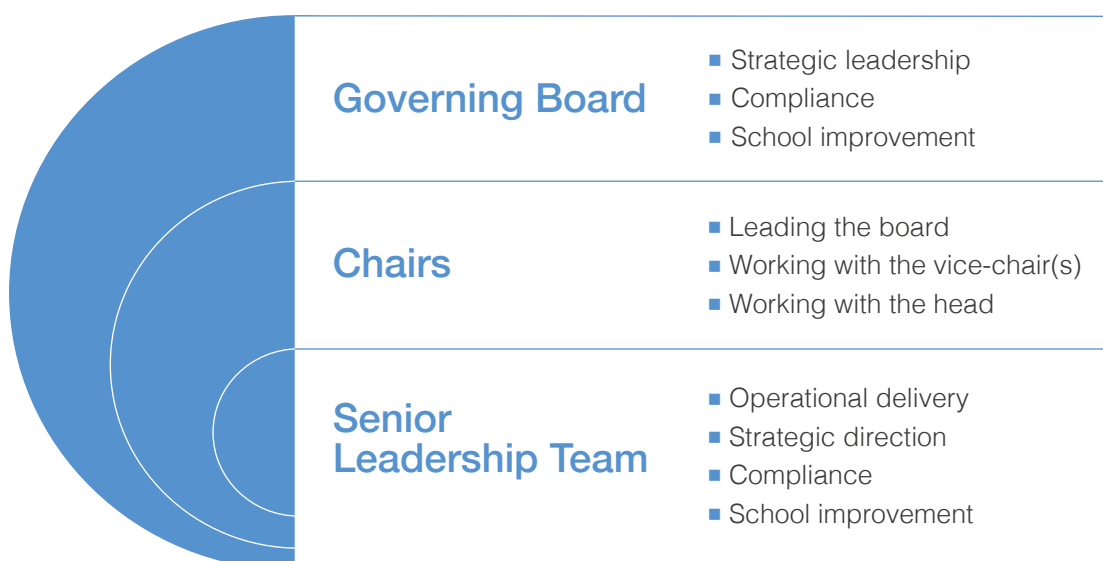 Governing Board
■ Strategic leadership
■ Compliance
■ School improvement
Chairs
■ Leading the board
■ Working with the vice-chair(s)
■ Working with the head
Senior
Leadership Team
■ Operational delivery
■ Strategic direction
■ Compliance
■ School improvement